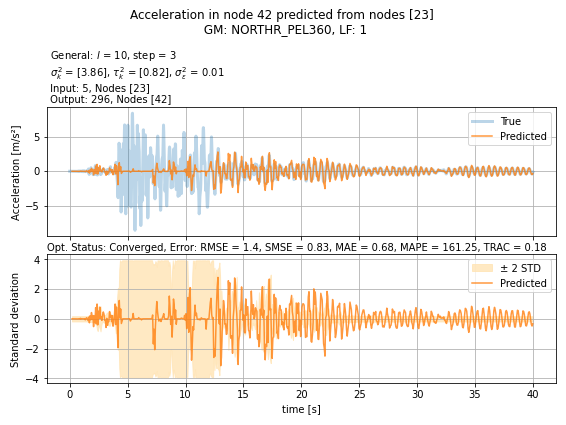 Acceleration in node 42 predicted from nodes [23]
GM: NORTHR_PEL360, LF: 1
General: l = 10, step = 3
σ²ₖ = [3.86], τ²ₖ = [0.82], σ²ε = 0.01
Input: 5, Nodes [23]
Output: 296, Nodes [42]
Acceleration [m/s²]
5
0
−5
True
Predicted
Opt. Status: Converged, Error: RMSE = 1.4, SMSE = 0.83, MAE = 0.68, MAPE = 161.25, TRAC = 0.18
Standard deviation
4
2
0
−2
−4
± 2 STD
Predicted
0 5 10 15 20 25 30 35 40
time [s]